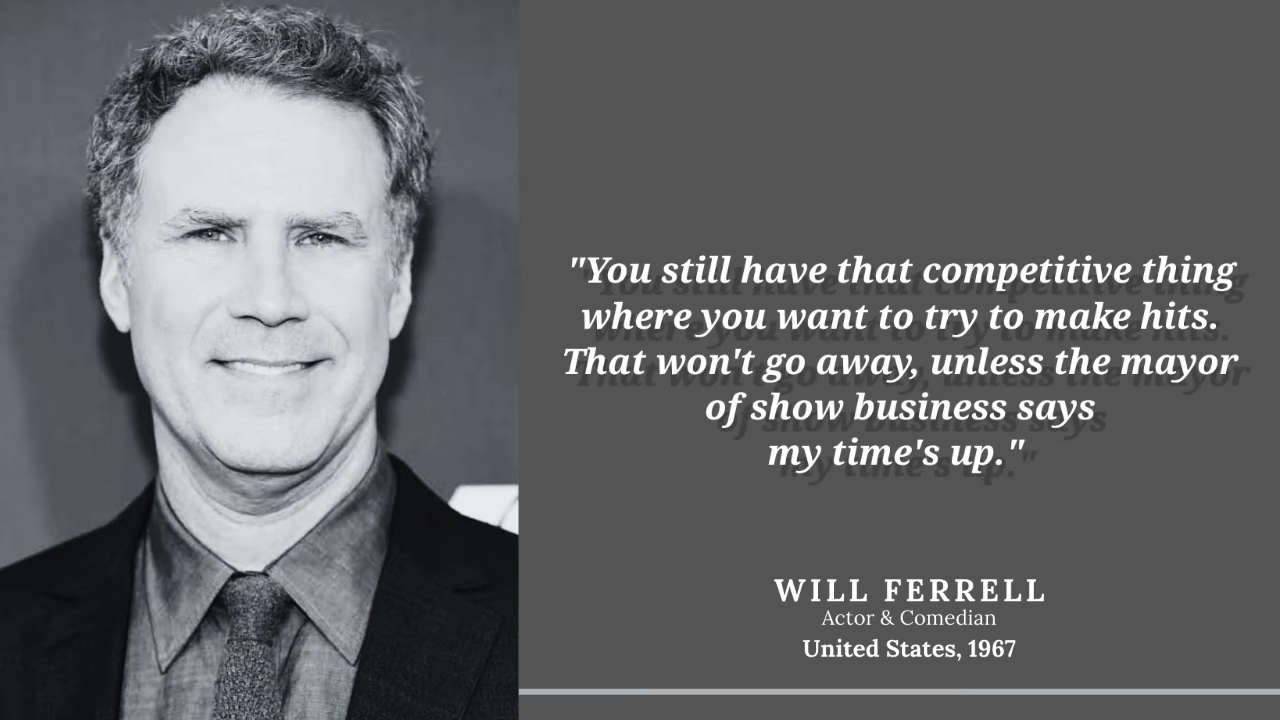 "You still have that competitive thing
where you want to try to make hits.
That won't go away, unless the mayor
of show business says
my time's up."
WILL FERRELL
Actor & Comedian
United States, 1967